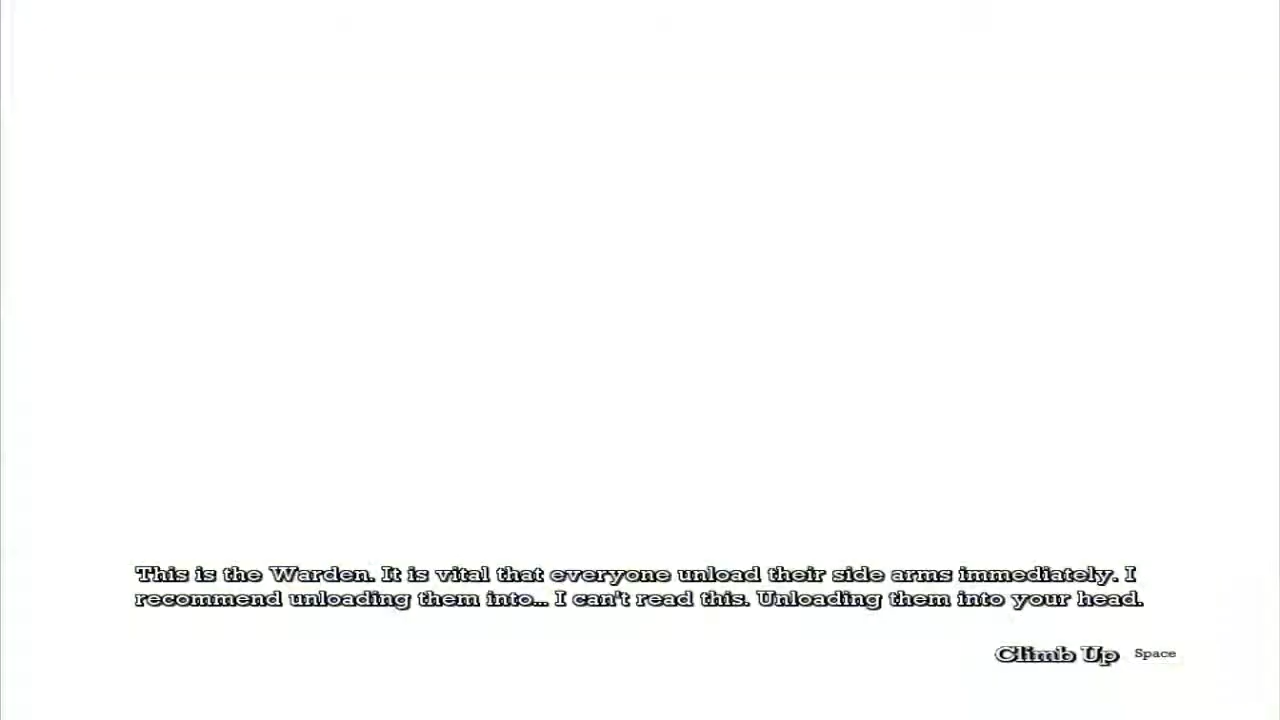 This is the Warden. It is vital that everyone unload their side arms immediately. I
recommend unloading them into... I can't read this. Unloading them into your head.
Climb Up Space